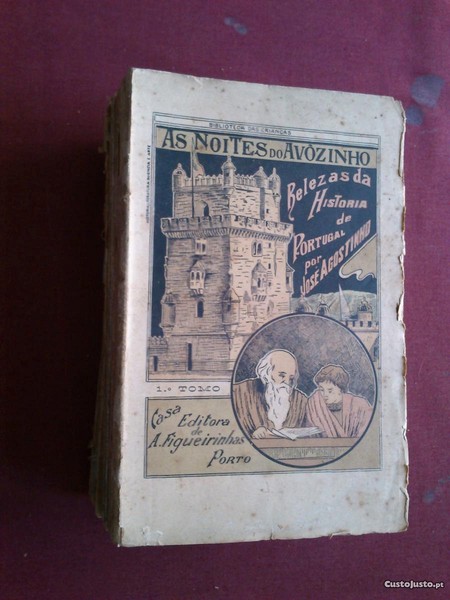 BIBLIOTECA DAS CRIANÇAS
AS NOITES DO AVÔZINHO
Belezas da
HISTORIA
de
PORTUGAL
por
JOSÉ AGOSTINHO
1.º TOMO
Casa
Editora
de
A. Figueirinhas
PORTO
CustoJusto.pt